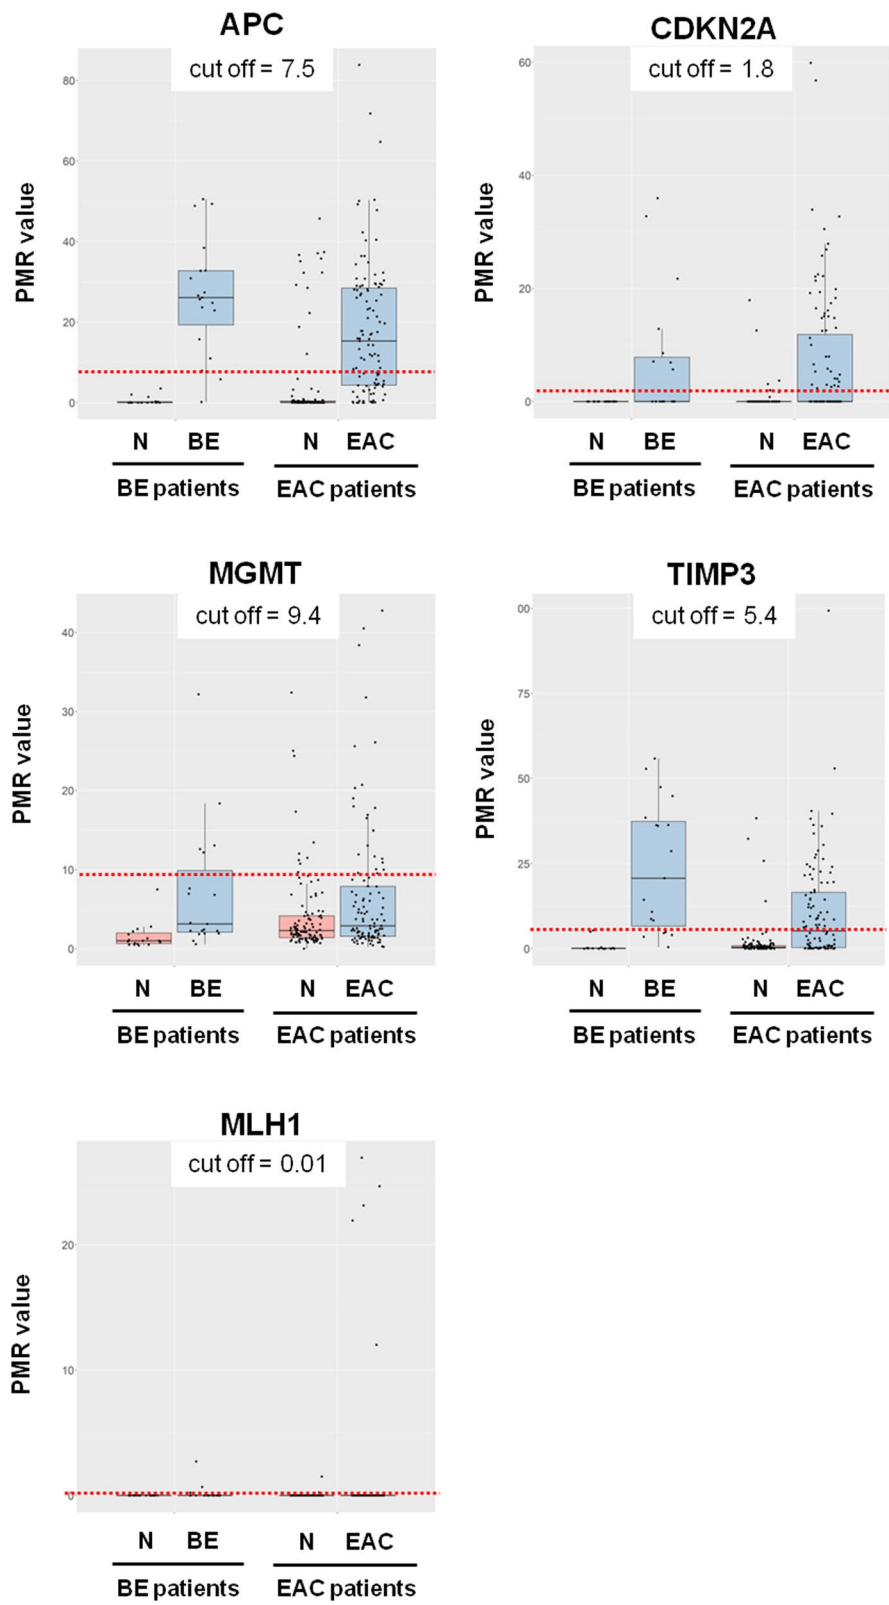 APC
cut off = 7.5
PMR value
80
60
40
20
0
N BE N EAC
BE patients EAC patients
CDKN2A
cut off = 1.8
PMR value
60
40
20
0
N BE N EAC
BE patients EAC patients
MGMT
cut off = 9.4
PMR value
40
30
20
10
0
N BE N EAC
BE patients EAC patients
TIMP3
cut off = 5.4
PMR value
00
75
50
25
0
N BE N EAC
BE patients EAC patients
MLH1
cut off = 0.01
PMR value
20
10
0
N BE N EAC
BE patients EAC patients